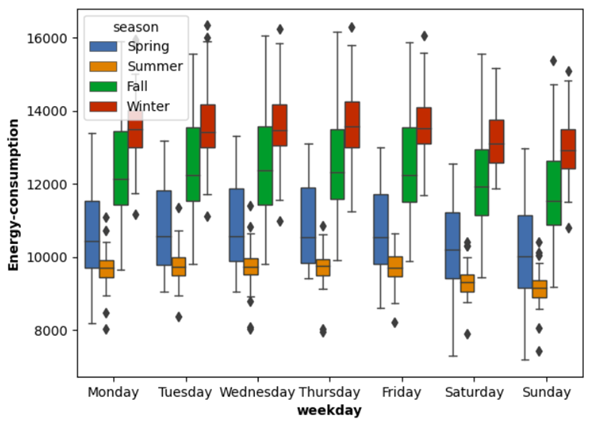 season
Spring
Summer
Fall
Winter
Energy-consumption
16000
14000
12000
10000
8000
Monday Tuesday Wednesday Thursday Friday Saturday Sunday
weekday